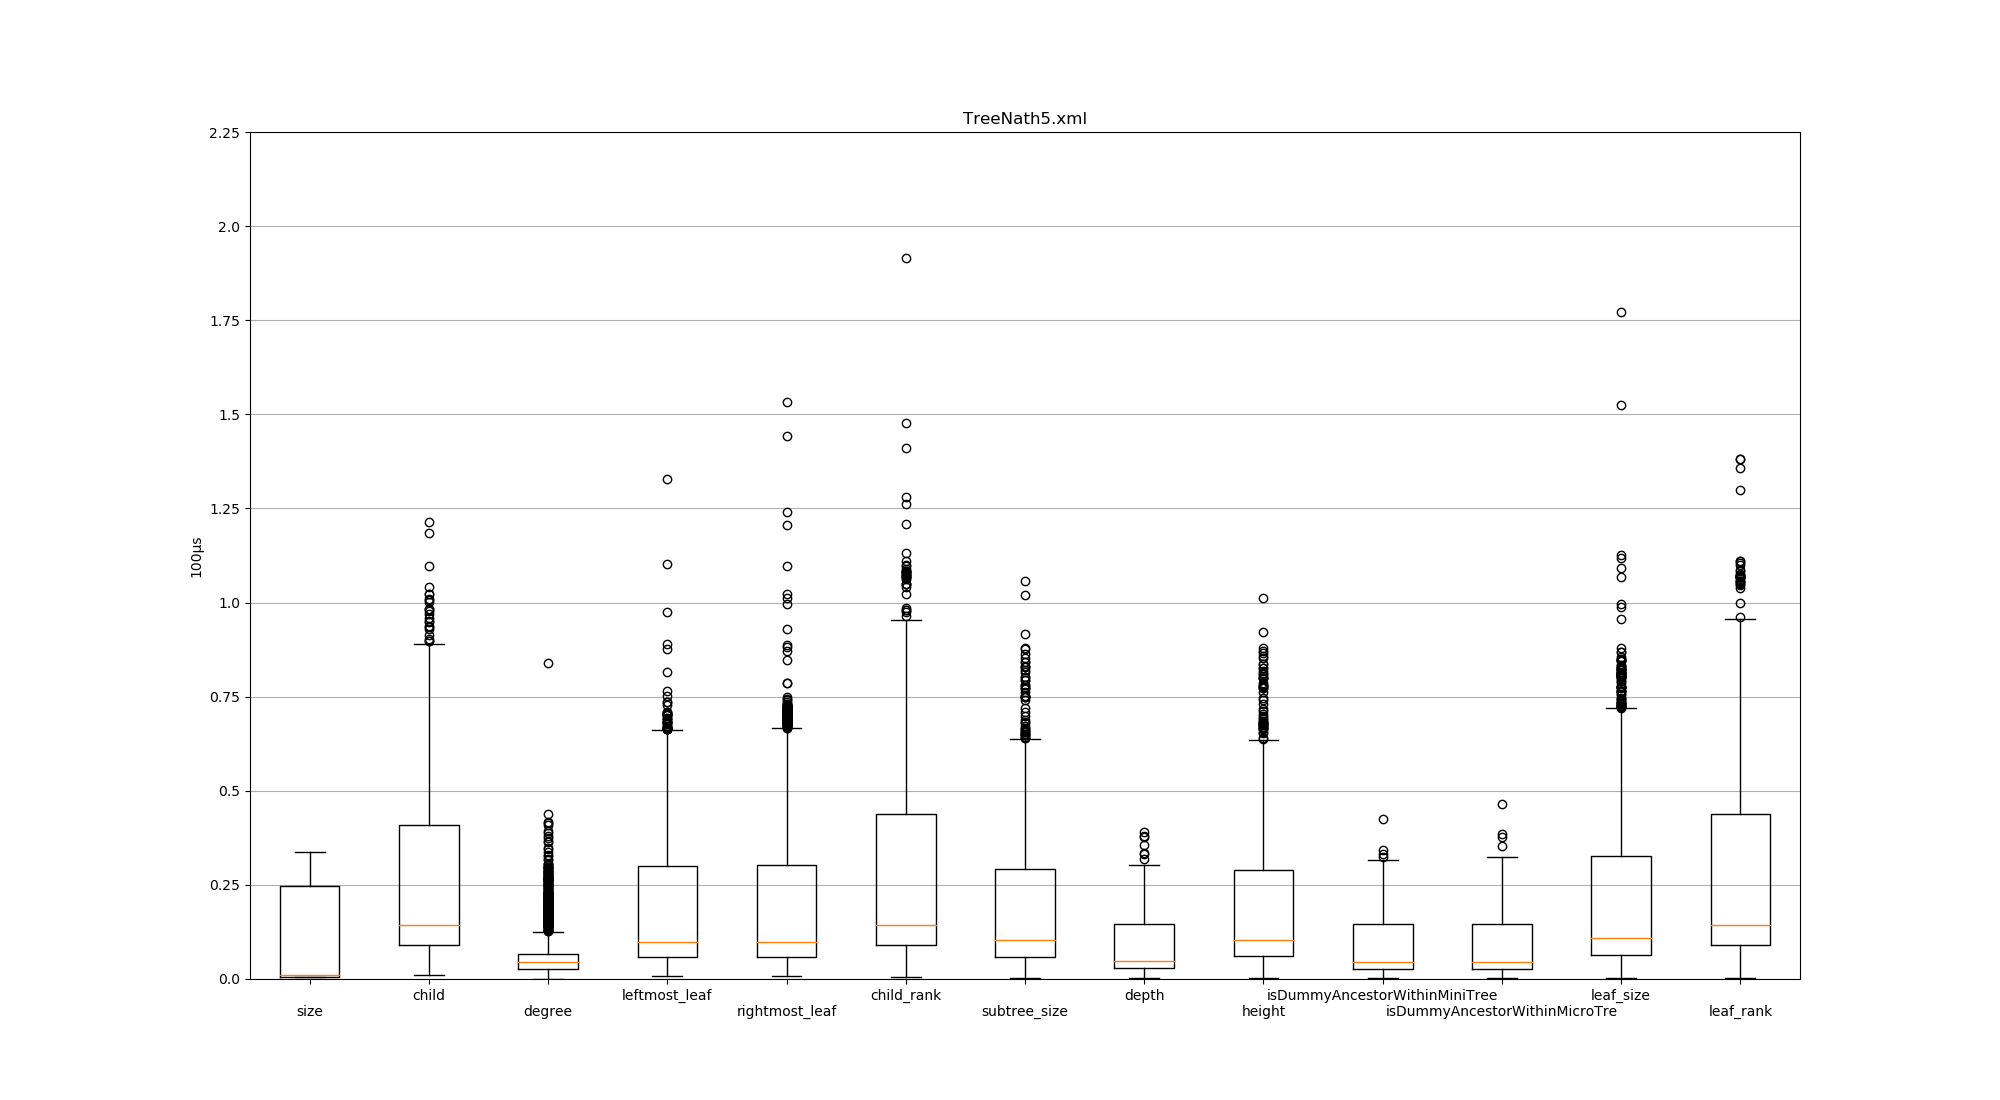 TreeNath5.xml
2.25
2.0
1.75
1.5
1.25
1.0
0.75
0.5
0.25
0.0
100µs
child leftmost_leaf child_rank depth isDummyAncestorWithinMiniTree leaf_size
size degree rightmost_leaf subtree_size height isDummyAncestorWithinMicroTre leaf_rank